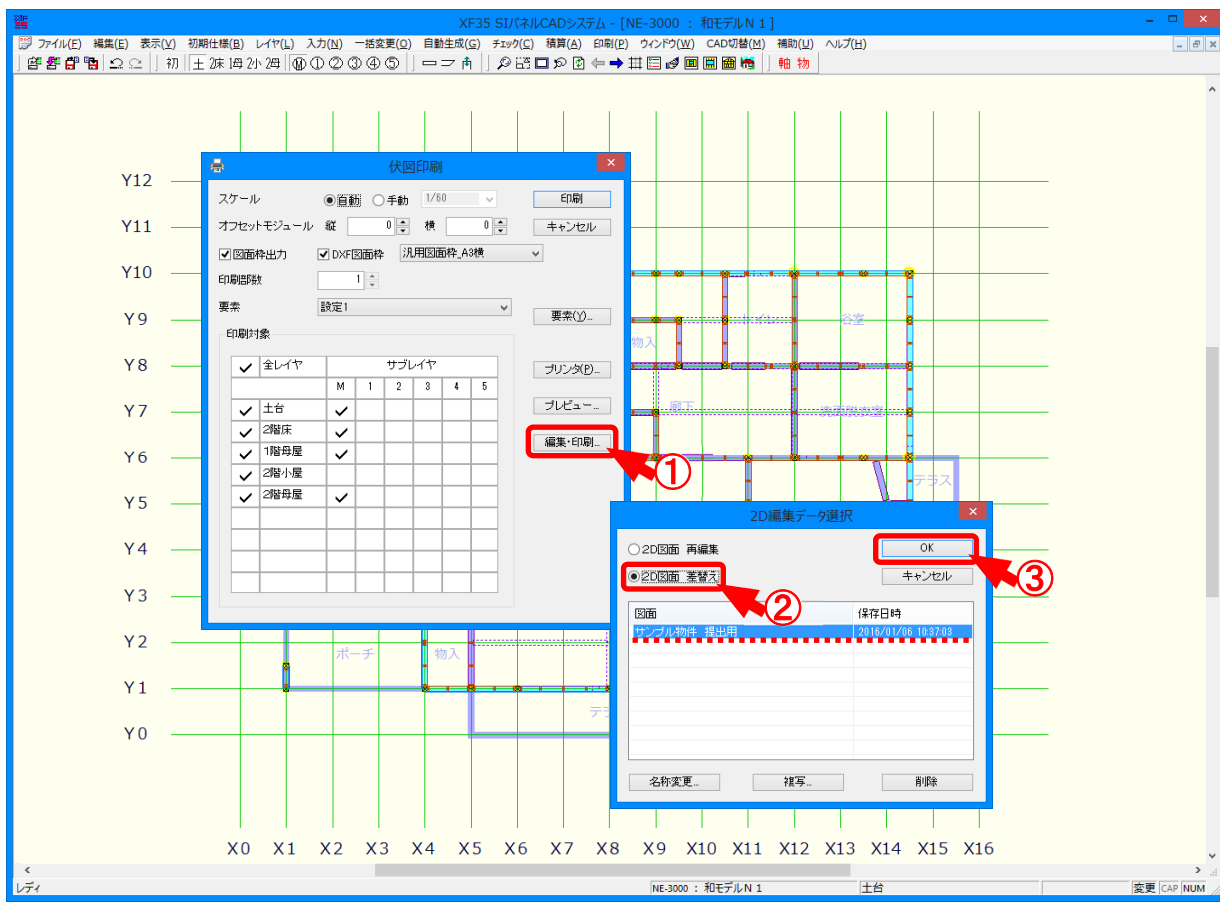 XF35 SIパネルCADシステム - [NE-3000 : 和モデルN 1 ]
ファイル(F) 編集(E) 表示(V) 初期仕様(B) レイヤ(L) 入力(N) 一括変更(O) 自動生成(G) チェック(C) 積算(A) 印刷(P) ウィンドウ(W) CAD切替(M) 補助(U) ヘルプ(H)
初 土 2床 1母 2小 2母 M ① ② ③ ④ ⑤ 軸 物
Y12
Y11
Y10
Y9
Y8
Y7
Y6
Y5
Y4
Y3
Y2
Y1
Y0
伏図印刷
スケール 自動 手動 1/60 印刷
オフセットモジュール 縦 0 横 0 キャンセル
図面枠出力 DXF図面枠 汎用図面枠_A3横
印刷部数 1
要素 設定1 要素(Y)...
印刷対象
全レイヤ サブレイヤ プリンタ(P)...
M 1 2 3 4 5
土台 プレビュー...
2階床
1階母屋 編集・印刷...
2階小屋
2階母屋
①
トイレ 浴室
物入
廊下 洗面脱衣室
テラス
2D編集データ選択
2D図面 再編集 OK
2D図面 差替え キャンセル
② ③
図面 保存日時
サンプル物件 提出用 2016/01/06 10:37:03
名称変更... 複写... 削除
ポーチ 物入
テラ
X0 X1 X2 X3 X4 X5 X6 X7 X8 X9 X10 X11 X12 X13 X14 X15 X16
レディ NE-3000 : 和モデルN 1 土台 変更 CAP NUM